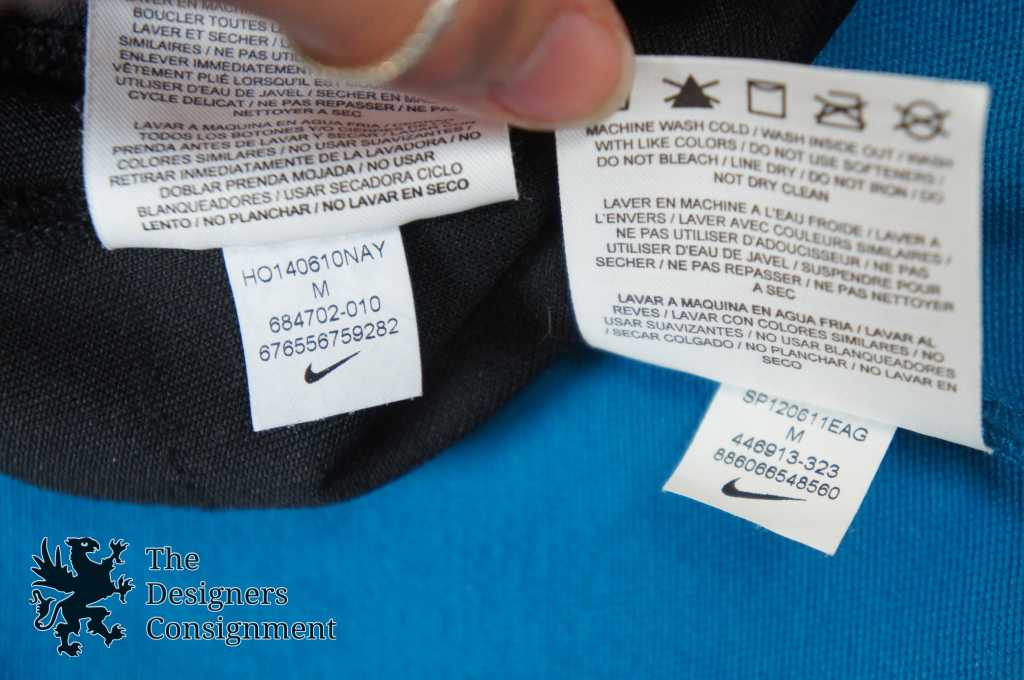 LAVER EN MA
BOUCLER TOUTES L
LAVER ET SECHER / L
SIMILAIRES / NE PAS UT
ENLEVER IMMEDIATEMEN
VÊTEMENT PLIÉ LORSQU'IL EST
UTILISER D'EAU DE JAVEL / SECHER EN MA
CYCLE DELICAT / NE PAS REPASSER / NE PA
NETTOYER A SEC
LAVAR A MAQUINA EN AGUA
TODOS LOS BOTONES Y/O CIERRES
PRENDA ANTES DE LAVAR Y SECAR
COLORES SIMILARES / NO USAR SUAVIZANTES /
RETIRAR INMEDIATAMENTE DE LA LAVADORA / NO
DOBLAR PRENDA MOJADA / NO USAR
BLANQUEADORES / USAR SECADORA CICLO
LENTO / NO PLANCHAR / NO LAVAR EN SECO
HO140610NAY
M
684702-010
676556759282
MACHINE WASH COLD / WASH INSIDE OUT / WASH
WITH LIKE COLORS / DO NOT USE SOFTENERS /
DO NOT BLEACH / LINE DRY / DO NOT IRON / DO
NOT DRY CLEAN
LAVER EN MACHINE A L'EAU FROIDE / LAVER A
L'ENVERS / LAVER AVEC COULEURS SIMILAIRES /
NE PAS UTILISER D'ADOUCISSEUR / NE PAS
UTILISER D'EAU DE JAVEL / SUSPENDRE POUR
SECHER / NE PAS REPASSER / NE PAS NETTOYER
A SEC
LAVAR A MAQUINA EN AGUA FRIA / LAVAR AL
REVES / LAVAR CON COLORES SIMILARES / NO
USAR SUAVIZANTES / NO USAR BLANQUEADORES
/ SECAR COLGADO / NO PLANCHAR / NO LAVAR EN
SECO
SP120611EAG
M
446913-323
886066548560
The
Designers
Consignment